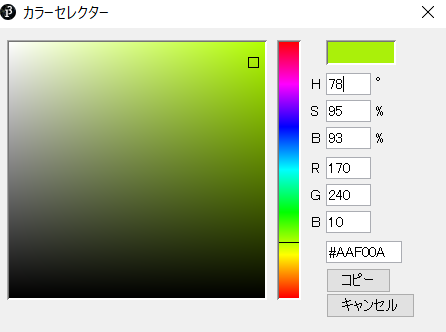 カラーセレクター
H 78 °
S 95 %
B 93 %
R 170
G 240
B 10
#AAF00A
コピー
キャンセル